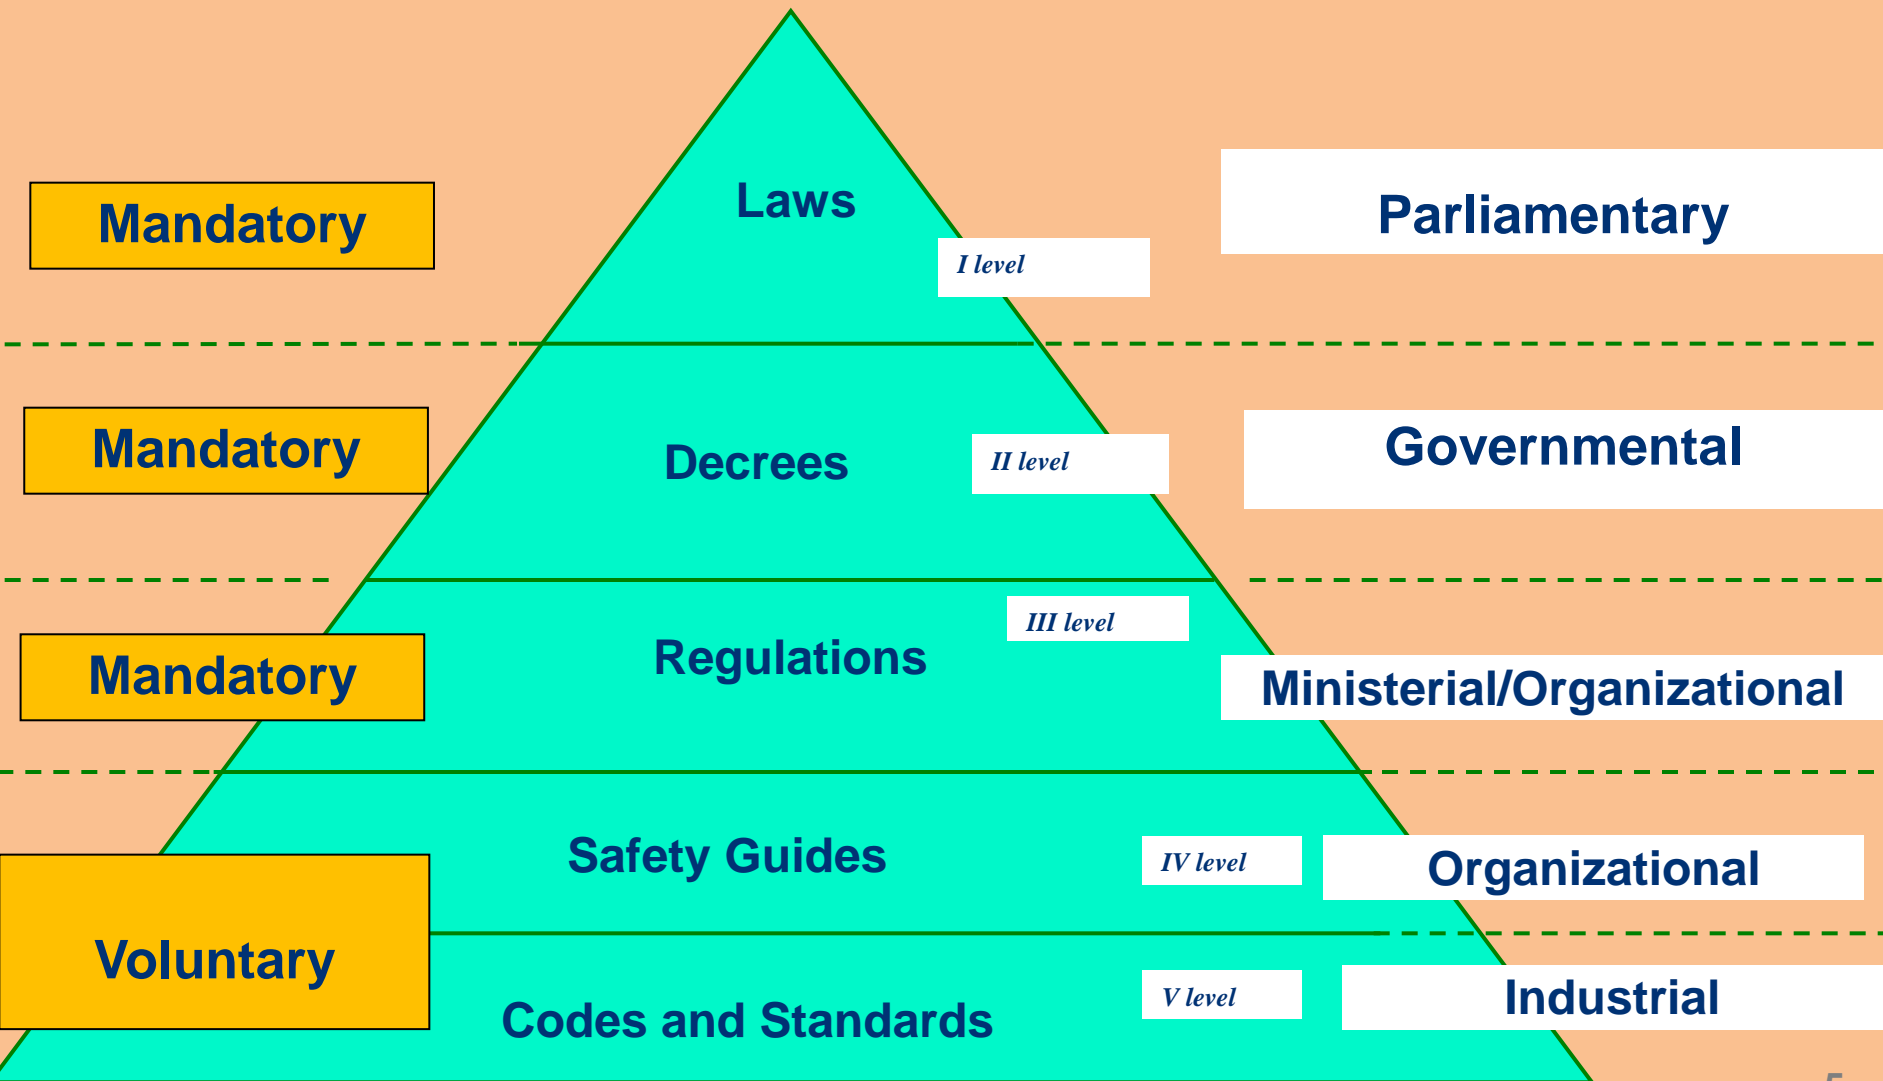 Mandatory
Laws
I level
Parliamentary
Mandatory
Decrees
II level
Governmental
Mandatory
Regulations
III level
Ministerial/Organizational
Safety Guides
IV level
Organizational
Voluntary
Codes and Standards
V level
Industrial